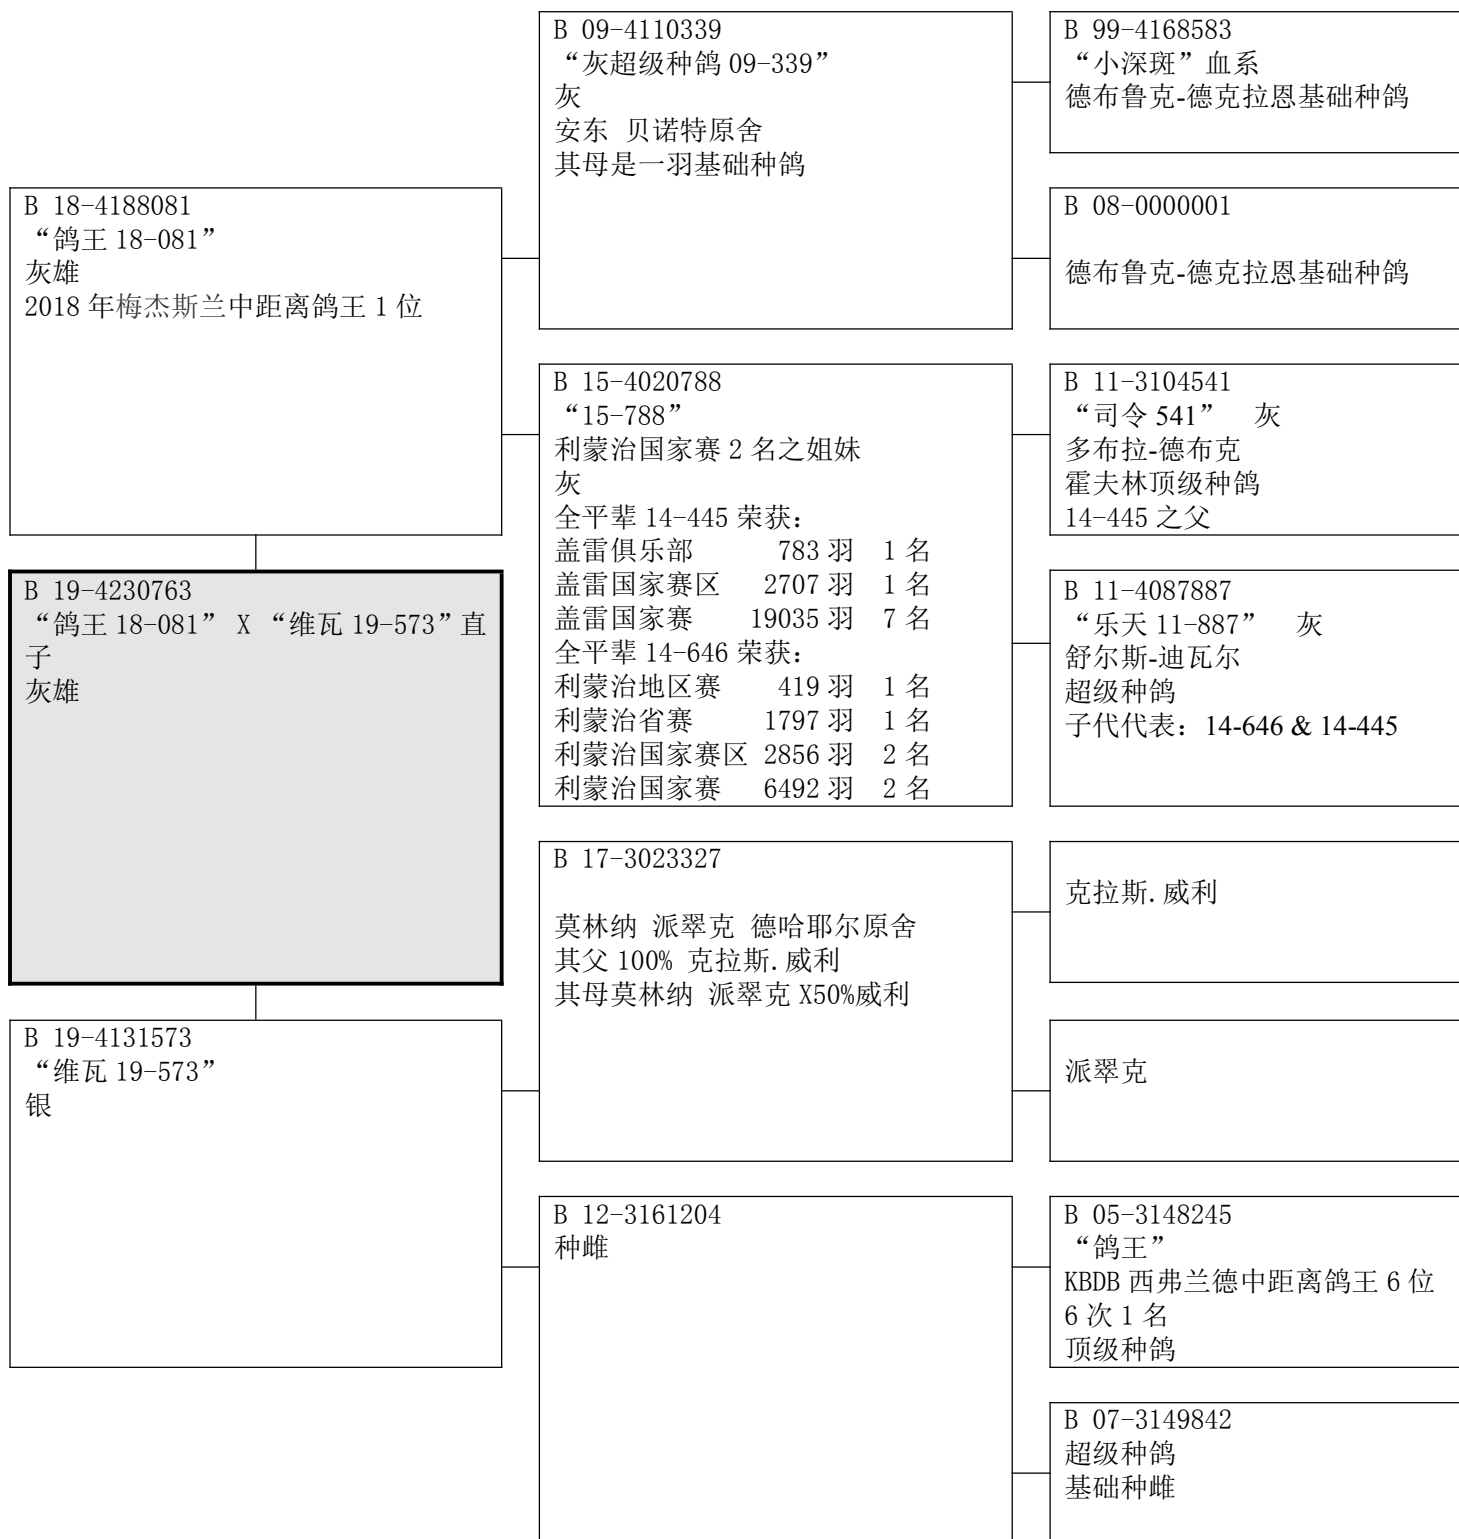 B 18-4188081
“鸽王 18-081”
灰雄
2018 年梅杰斯兰中距离鸽王 1 位
B 19-4230763
“鸽王 18-081” X “维瓦 19-573”直
子
灰雄
B 19-4131573
“维瓦 19-573”
银
B 09-4110339
“灰超级种鸽 09-339”
灰
安东 贝诺特原舍
其母是一羽基础种鸽
B 15-4020788
“15-788”
利蒙治国家赛 2 名之姐妹
灰
全平辈 14-445 荣获：
盖雷俱乐部 783 羽 1 名
盖雷国家赛区 2707 羽 1 名
盖雷国家赛 19035 羽 7 名
全平辈 14-646 荣获：
利蒙治地区赛 419 羽 1 名
利蒙治省赛 1797 羽 1 名
利蒙治国家赛区 2856 羽 2 名
利蒙治国家赛 6492 羽 2 名
B 17-3023327
莫林纳 派翠克 德哈耶尔原舍
其父 100% 克拉斯.威利
其母莫林纳 派翠克 X50%威利
B 12-3161204
种雌
B 99-4168583
“小深斑”血系
德布鲁克-德克拉恩基础种鸽
B 08-0000001
德布鲁克-德克拉恩基础种鸽
B 11-3104541
“司令 541” 灰
多布拉-德布克
霍夫林顶级种鸽
14-445 之父
B 11-4087887
“乐天 11-887” 灰
舒尔斯-迪瓦尔
超级种鸽
子代代表：14-646 & 14-445
克拉斯.威利
派翠克
B 05-3148245
“鸽王”
KBDB 西弗兰德中距离鸽王 6 位
6 次 1 名
顶级种鸽
B 07-3149842
超级种鸽
基础种雌